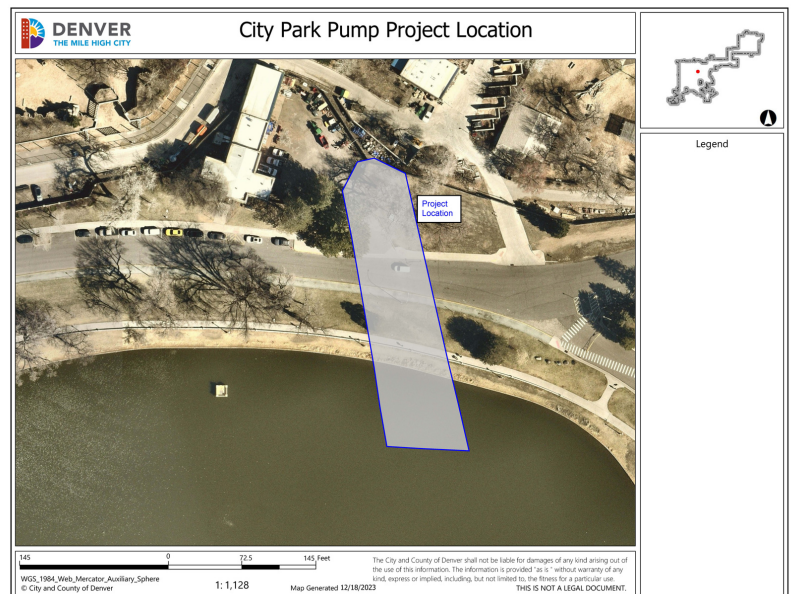 DENVER
THE MILE HIGH CITY
City Park Pump Project Location
Legend
Project
Location
145 0 72.5 145 Feet
WGS_1984_Web_Mercator_Auxiliary_Sphere
© City and County of Denver
1: 1,128
Map Generated 12/18/2023
The City and County of Denver shall not be liable for damages of any kind arising out of
the use of this information. The information is provided "as is" without warranty of any
kind, express or implied, including, but not limited to, the fitness for a particular use.
THIS IS NOT A LEGAL DOCUMENT.